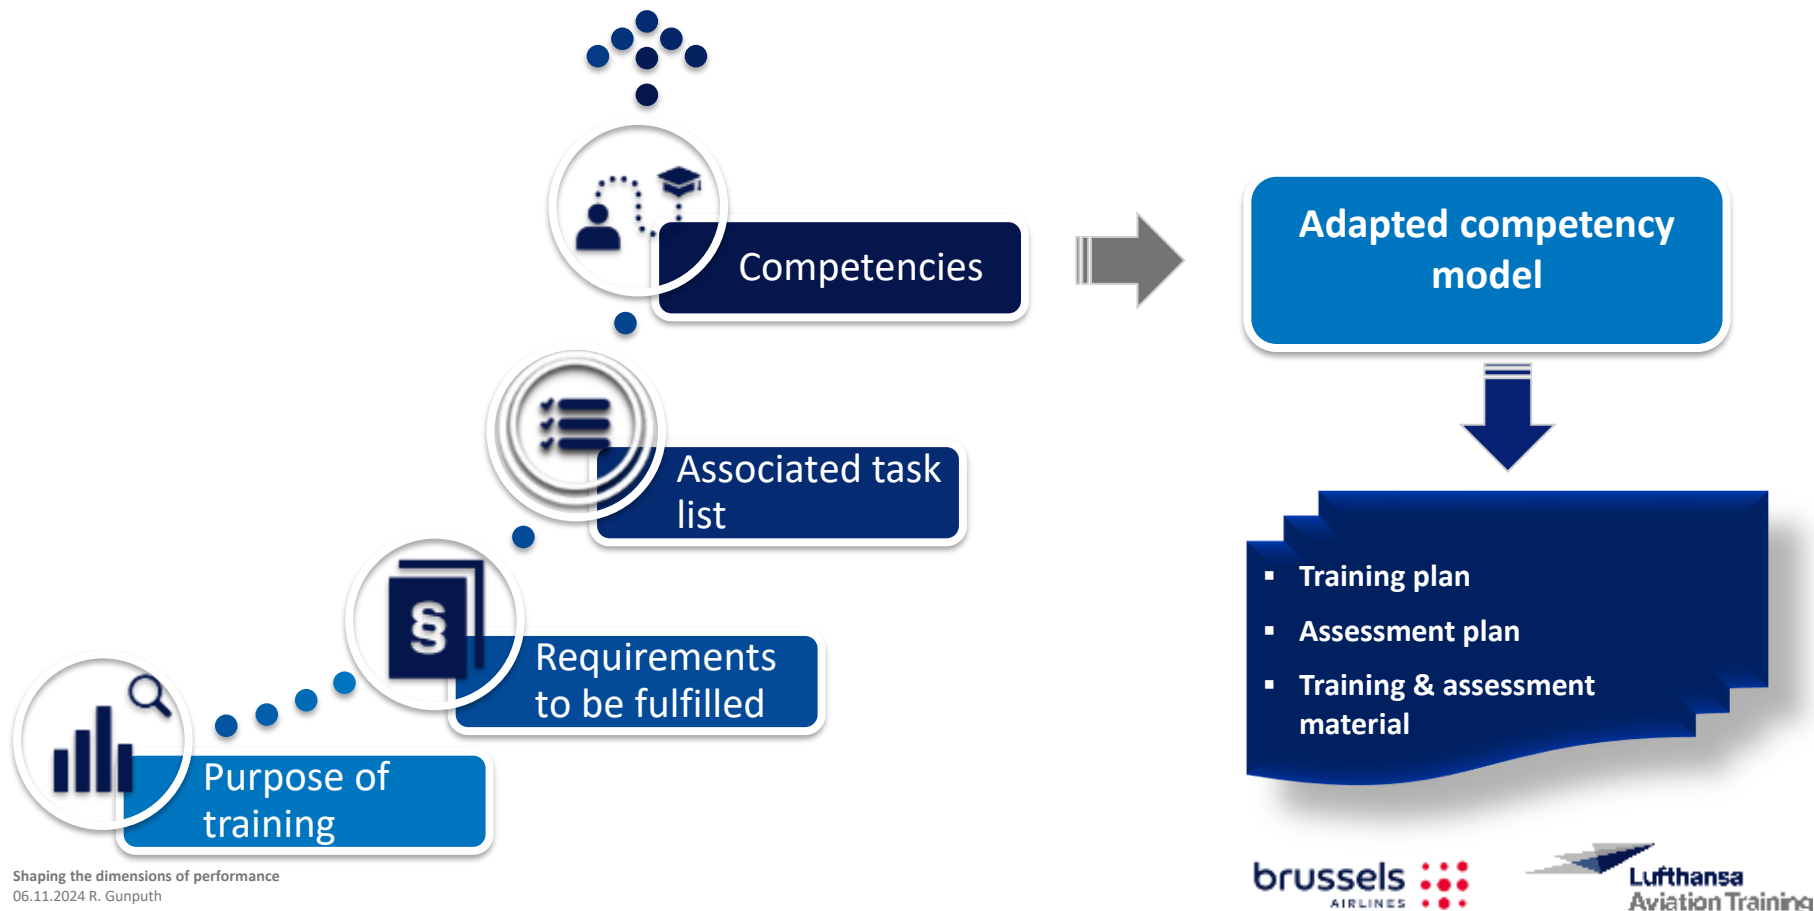 Competencies
Associated task
list
§
Requirements
to be fulfilled
Purpose of
training
Adapted competency
model
▪ Training plan
▪ Assessment plan
▪ Training & assessment
material
Shaping the dimensions of performance
06.11.2024 R. Gunputh
brussels
AIRLINES
Lufthansa
Aviation Training